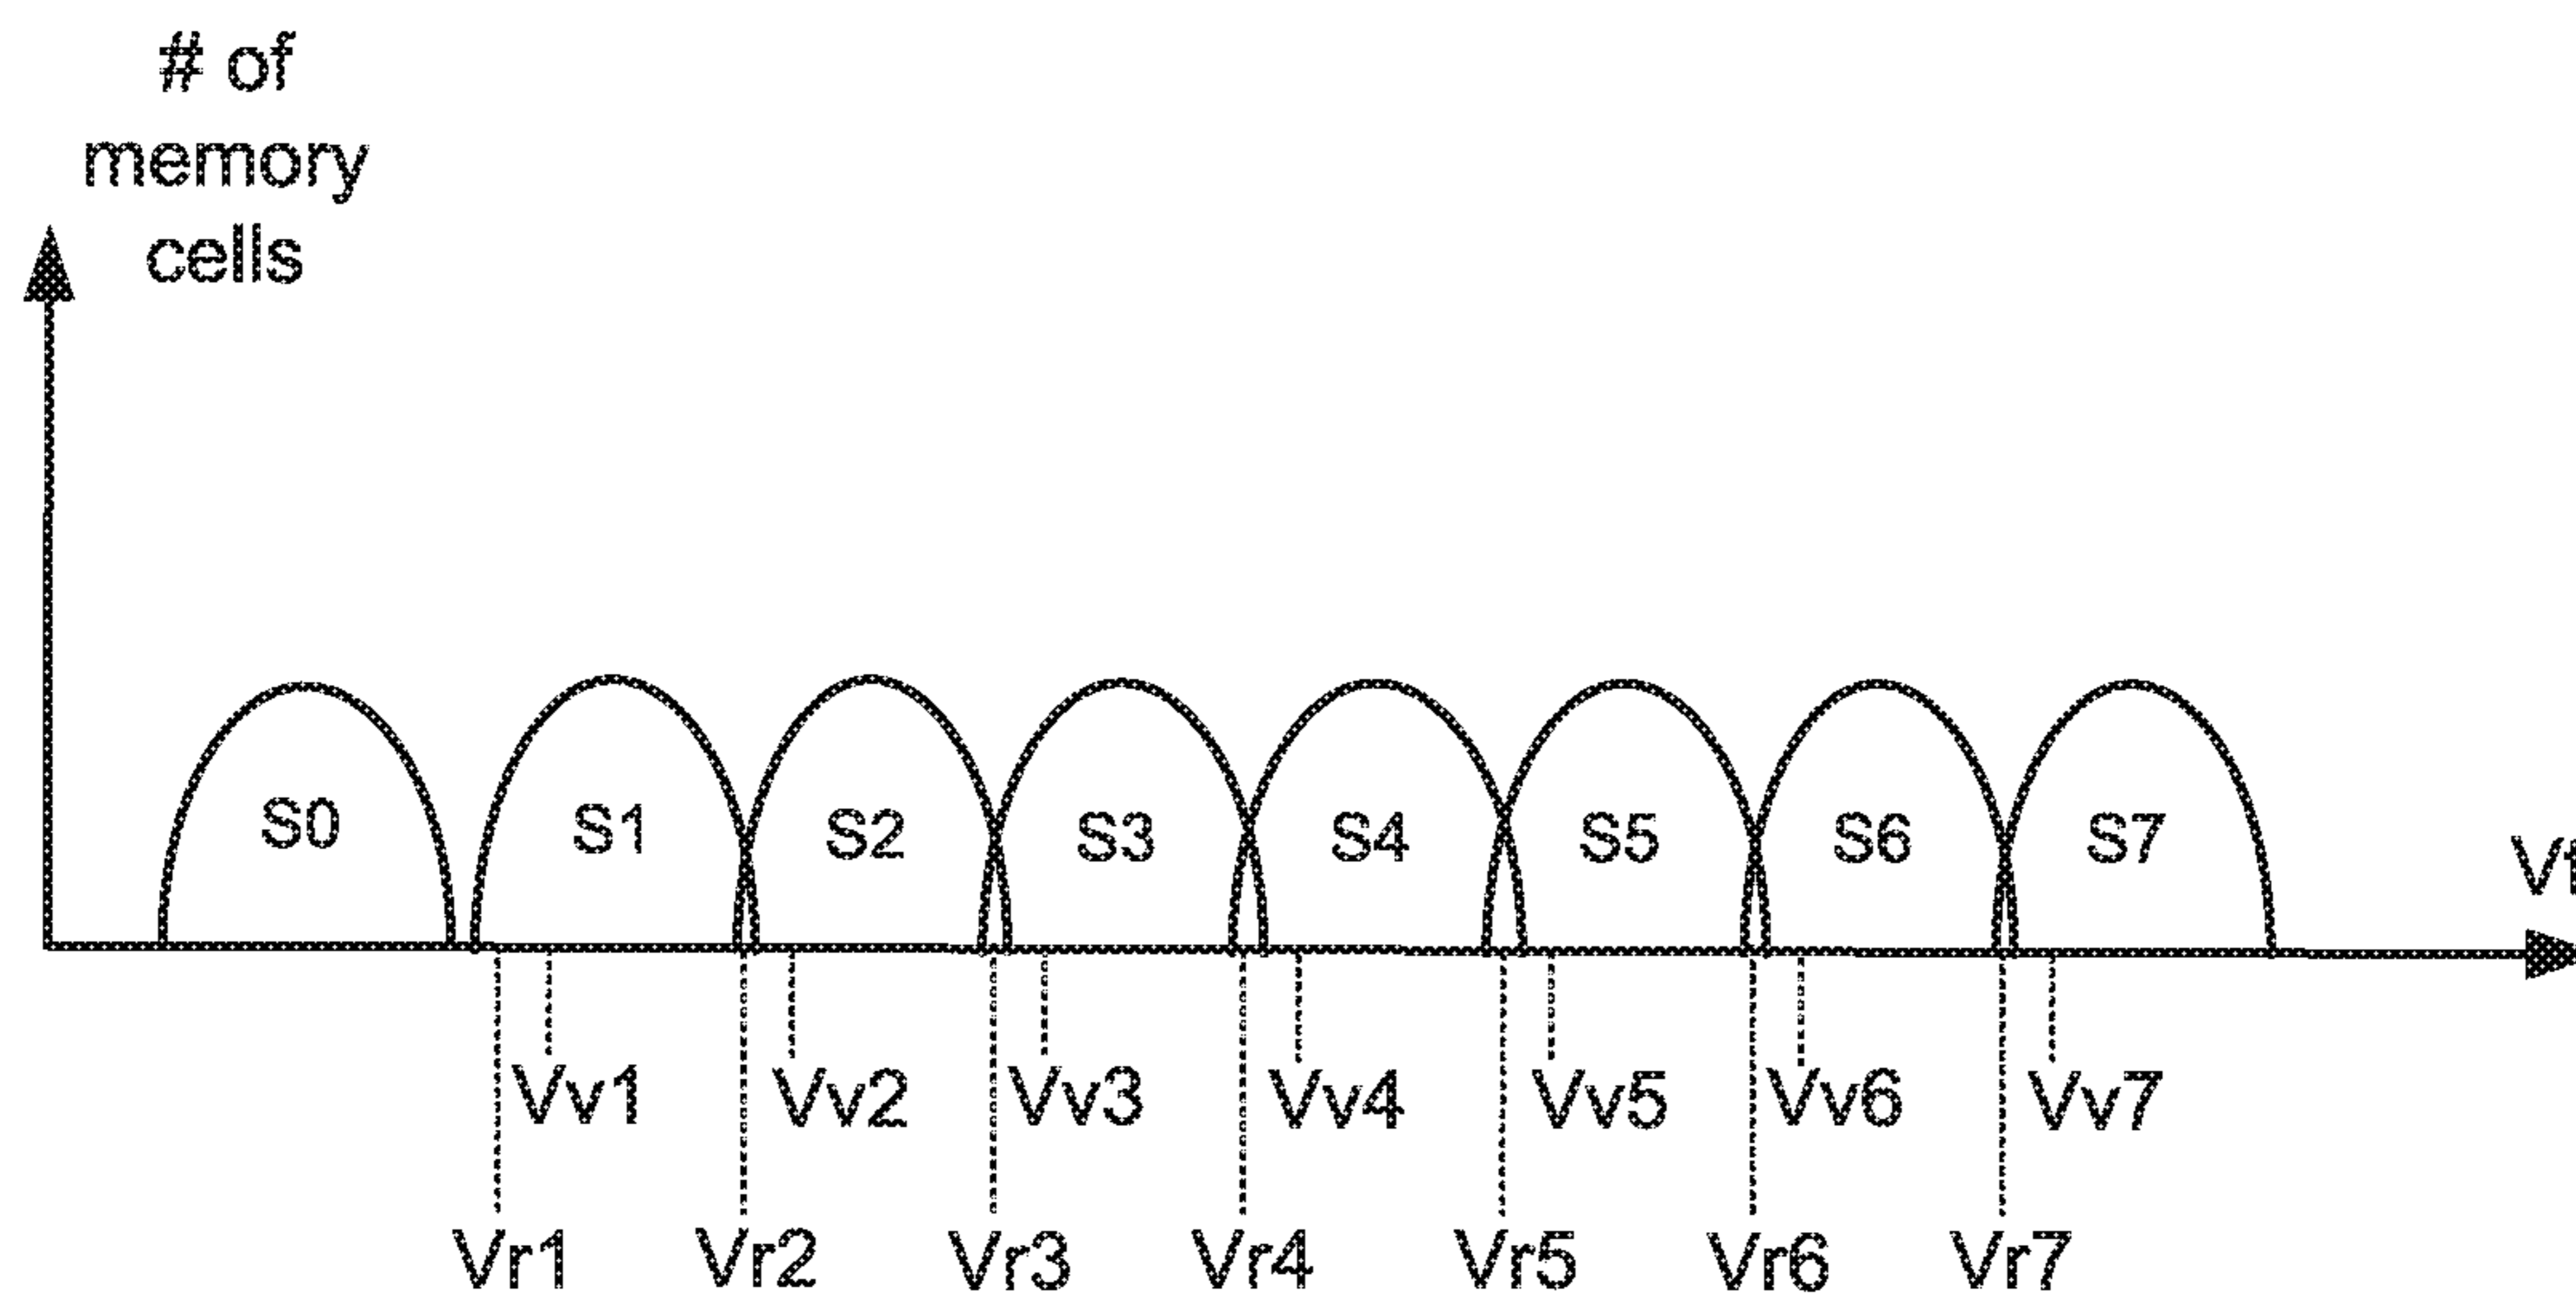 # of
memory
cells
S0 S1 S2 S3 S4 S5 S6 S7
Vv1 Vv2 Vv3 Vv4 Vv5 Vv6 Vv7
Vr1 Vr2 Vr3 Vr4 Vr5 Vr6 Vr7